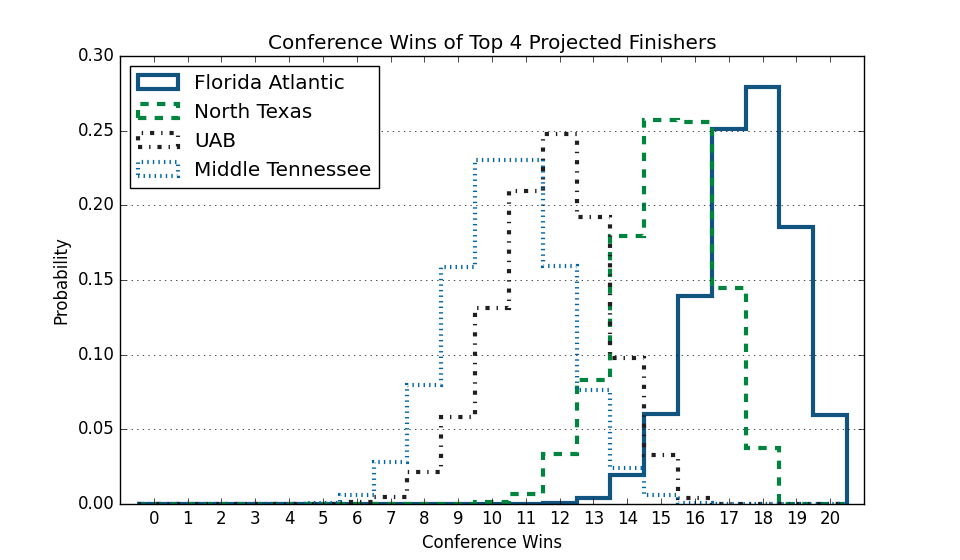 Conference Wins of Top 4 Projected Finishers
Florida Atlantic
North Texas
UAB
Middle Tennessee
0.30
0.25
0.20
0.15
0.10
0.05
0.00
Probability
0 1 2 3 4 5 6 7 8 9 10 11 12 13 14 15 16 17 18 19 20
Conference Wins